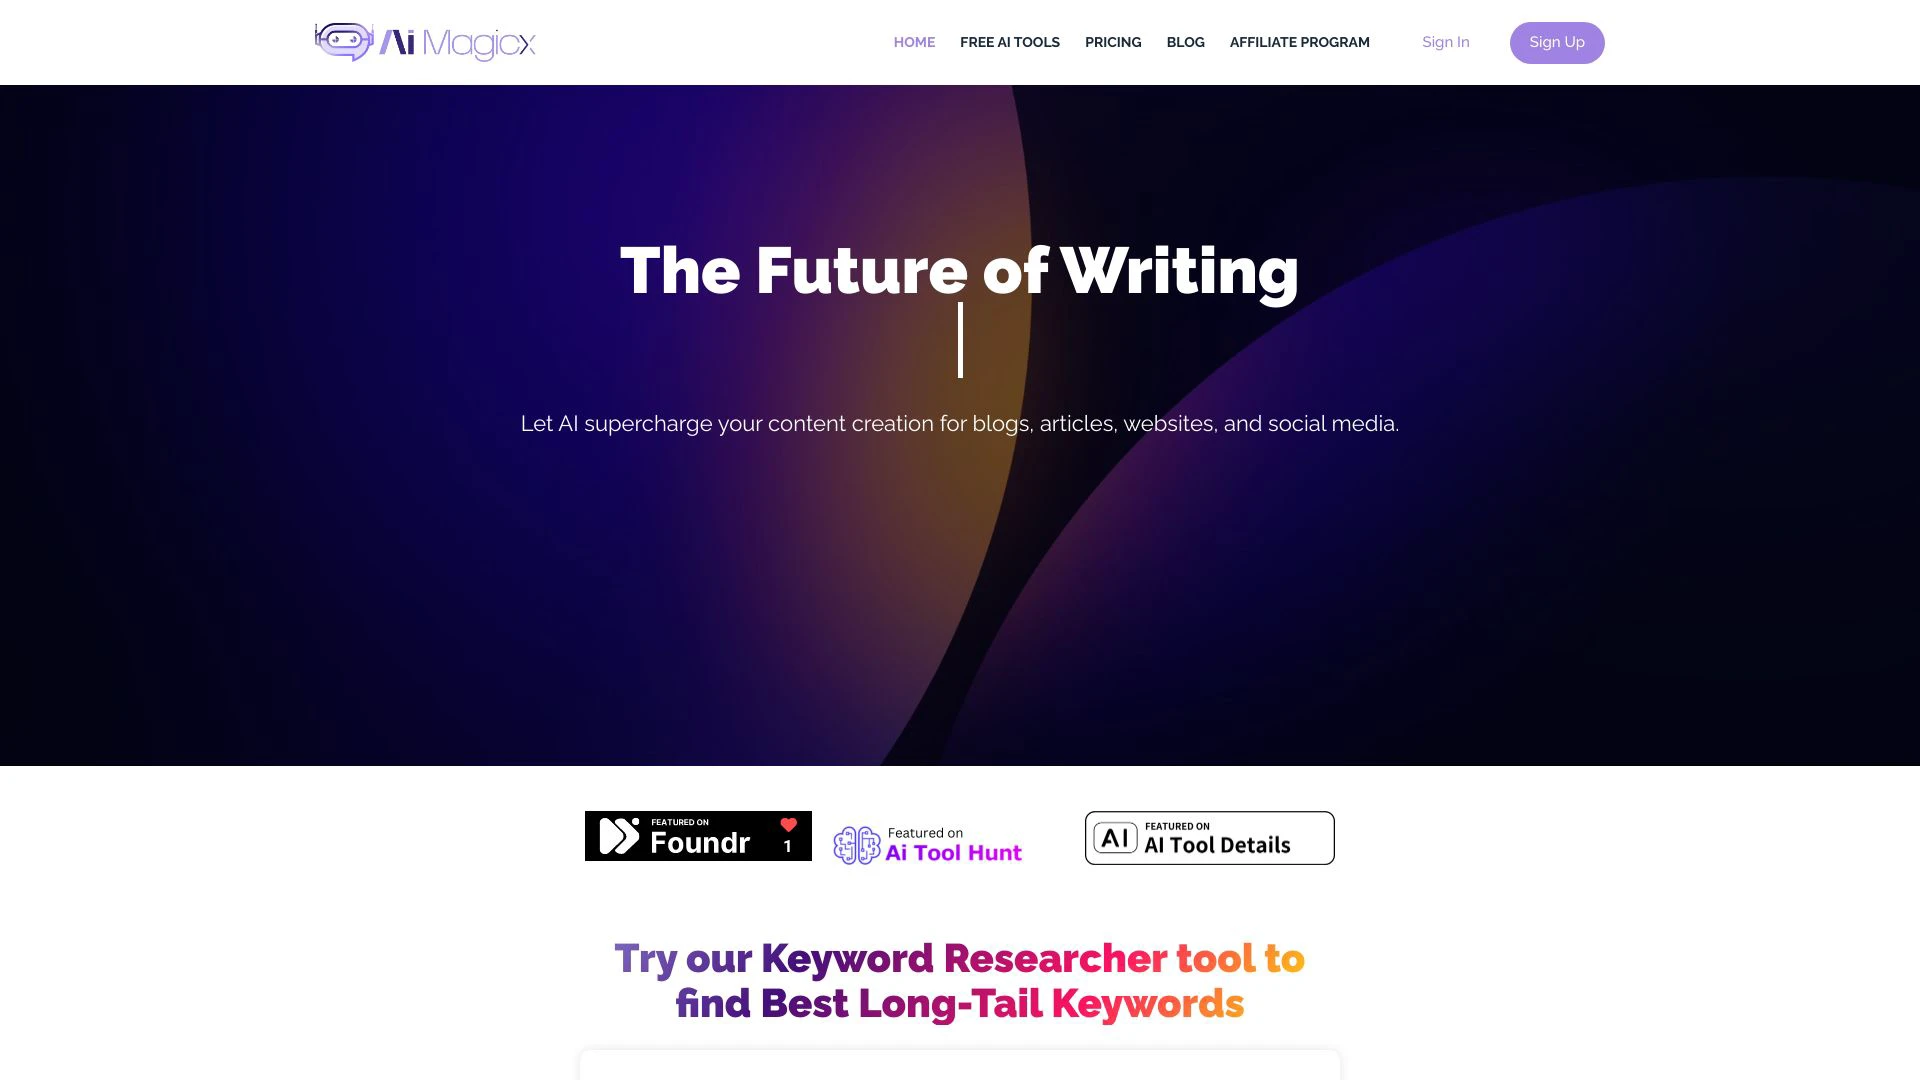 Ai Magicx
HOME
FREE AI TOOLS
PRICING
BLOG
AFFILIATE PROGRAM
Sign In
Sign Up
The Future of Writing
Let AI supercharge your content creation for blogs, articles, websites, and social media.
FEATURED ON
Foundr
1
Featured on
Ai Tool Hunt
AI
FEATURED ON
AI Tool Details
Try our Keyword Researcher tool to
find Best Long-Tail Keywords